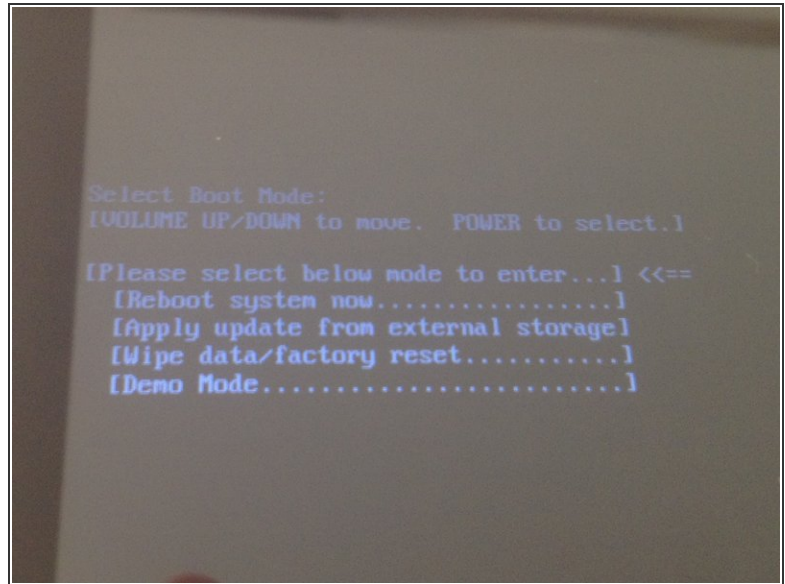 Select Boot Mode:
[VOLUME UP/DOWN to move.  POWER to select.]
[Please select below mode to enter...] <<==
[Reboot system now.................]
[Apply update from external storage]
[Wipe data/factory reset...........]
[Demo Mode.........................]